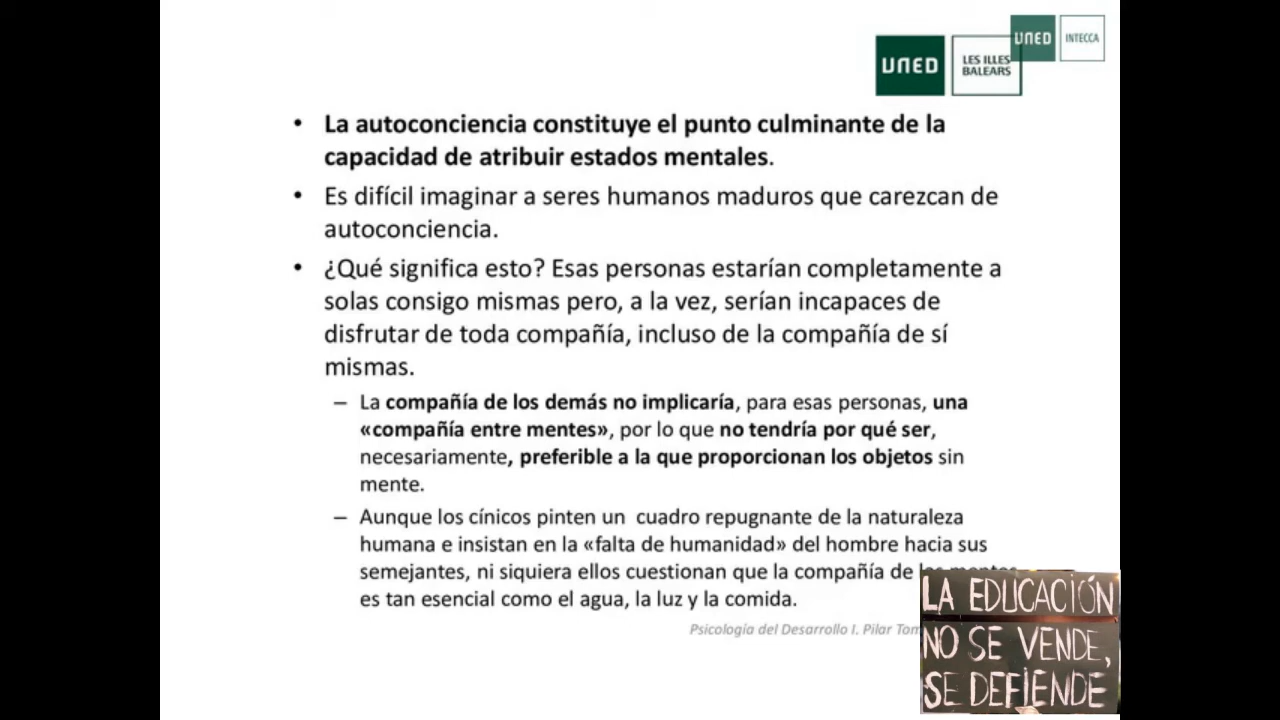 UNED
INTECCA
UNED
LES ILLES
BALEARS
• La autoconciencia constituye el punto culminante de la
capacidad de atribuir estados mentales.
• Es difícil imaginar a seres humanos maduros que carezcan de
autoconciencia.
• ¿Qué significa esto? Esas personas estarían completamente a
solas consigo mismas pero, a la vez, serían incapaces de
disfrutar de toda compañía, incluso de la compañía de sí
mismas.
– La compañía de los demás no implicaría, para esas personas, una
«compañía entre mentes», por lo que no tendría por qué ser,
necesariamente, preferible a la que proporcionan los objetos sin
mente.
– Aunque los cínicos pinten un cuadro repugnante de la naturaleza
humana e insistan en la «falta de humanidad» del hombre hacia sus
semejantes, ni siquiera ellos cuestionan que la compañía de
es tan esencial como el agua, la luz y la comida.
Psicología del Desarrollo I. Pilar
LA EDUCACIÓN
NO SE VENDE,
SE DEFIENDE